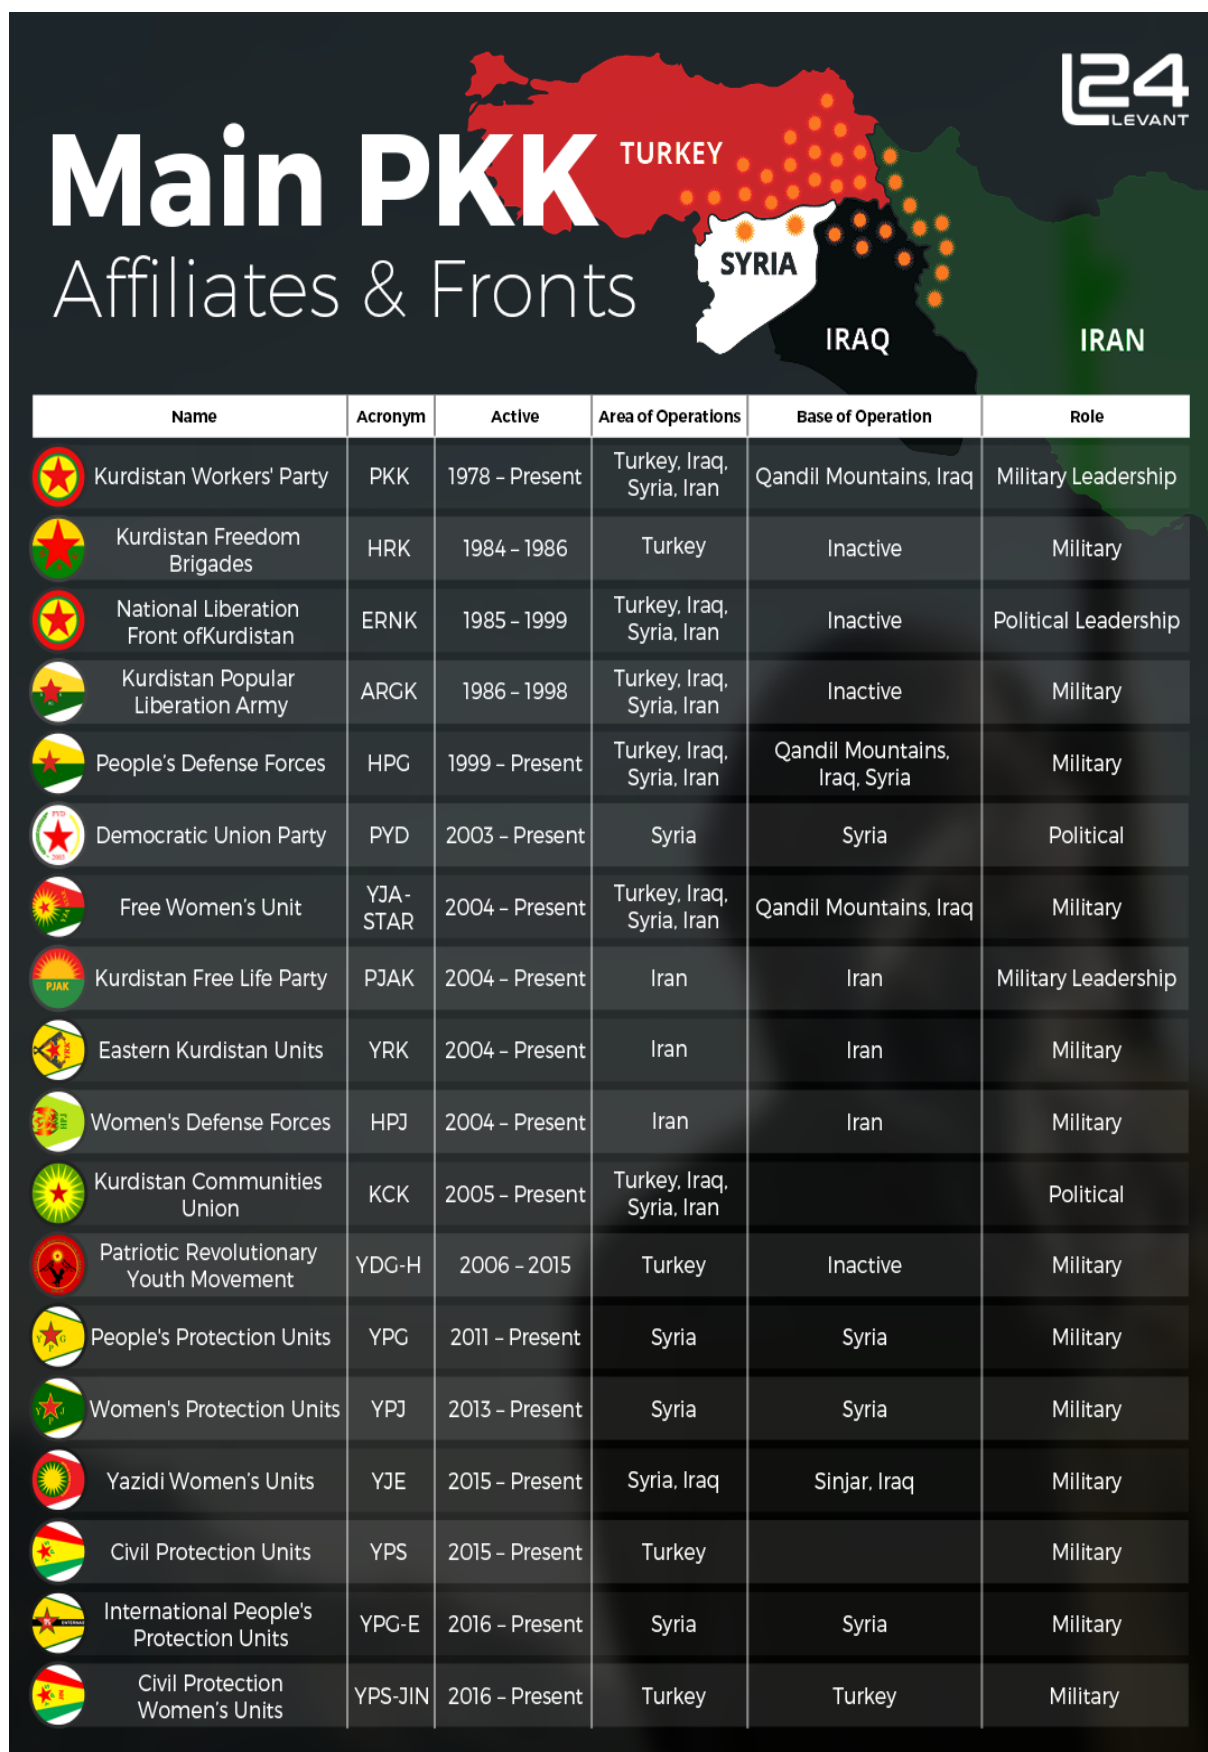 24
LEVANT
Main PKK
Affiliates & Fronts
TURKEY
SYRIA
IRAQ
IRAN
Name Acronym Active Area of Operations Base of Operation Role
Kurdistan Workers' Party PKK 1978 – Present Turkey, Iraq, Syria, Iran Qandil Mountains, Iraq Military Leadership
Kurdistan Freedom Brigades HRK 1984 – 1986 Turkey Inactive Military
National Liberation Front ofKurdistan ERNK 1985 – 1999 Turkey, Iraq, Syria, Iran Inactive Political Leadership
Kurdistan Popular Liberation Army ARGK 1986 – 1998 Turkey, Iraq, Syria, Iran Inactive Military
People’s Defense Forces HPG 1999 – Present Turkey, Iraq, Syria, Iran Qandil Mountains, Iraq, Syria Military
PYD 2003 Democratic Union Party PYD 2003 – Present Syria Syria Political
Free Women’s Unit YJA-STAR 2004 – Present Turkey, Iraq, Syria, Iran Qandil Mountains, Iraq Military
PJAK Kurdistan Free Life Party PJAK 2004 – Present Iran Iran Military Leadership
YRK Eastern Kurdistan Units YRK 2004 – Present Iran Iran Military
HPJ Women's Defense Forces HPJ 2004 – Present Iran Iran Military
Kurdistan Communities Union KCK 2005 – Present Turkey, Iraq, Syria, Iran Political
Patriotic Revolutionary Youth Movement YDG-H 2006 – 2015 Turkey Inactive Military
YPG People's Protection Units YPG 2011 – Present Syria Syria Military
YPJ Women's Protection Units YPJ 2013 – Present Syria Syria Military
Yazidi Women’s Units YJE 2015 – Present Syria, Iraq Sinjar, Iraq Military
Civil Protection Units YPS 2015 – Present Turkey Military
International People's Protection Units YPG-E 2016 – Present Syria Syria Military
Civil Protection Women’s Units YPS-JIN 2016 – Present Turkey Turkey Military